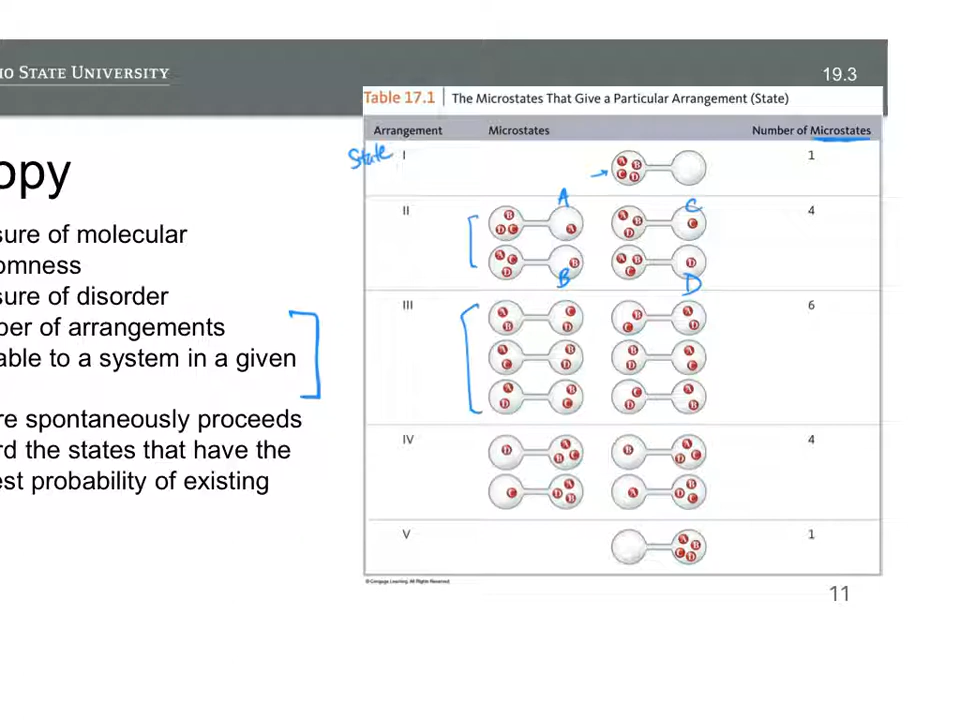 IO STATE UNIVERSITY
19.3
opy
sure of molecular
omness
sure of disorder
ber of arrangements
able to a system in a given
re spontaneously proceeds
rd the states that have the
est probability of existing
Table 17.1 | The Microstates That Give a Particular Arrangement (State)
Arrangement Microstates Number of Microstates
State I A B C D 1
A C
II B D C A A B D C 4
A C D B A B C D
B D
III A B C D B C A D 6
A C B D B D A C
A D B C C D A B
IV D A B C B A D C 4
C A D B A B D C
V A B C D 1
© Cengage Learning. All Rights Reserved.
11